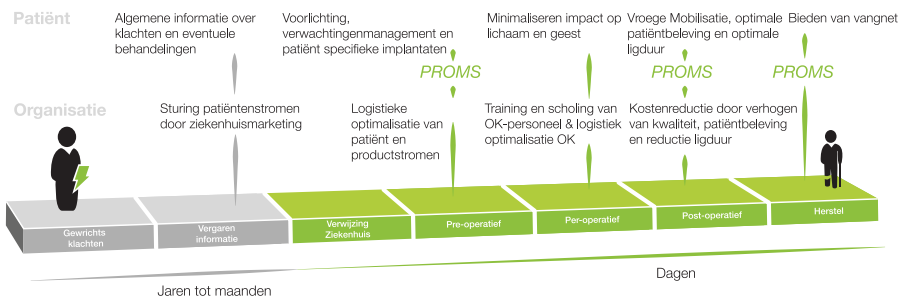 Patiënt
Algemene informatie over
klachten en eventuele
behandelingen
Voorlichting,
verwachtingenmanagement en
patiënt specifieke implantaten
Minimaliseren impact op
lichaam en geest
Vroege Mobilisatie, optimale
patiëntbeleving en optimale
ligduur
Bieden van vangnet
PROMS
PROMS
PROMS
Organisatie
Sturing patiëntenstromen
door ziekenhuismarketing
Logistieke
optimalisatie van
patiënt en
productstromen
Training en scholing van
OK-personeel & logistiek
optimalisatie OK
Kostenreductie door verhogen
van kwaliteit, patiëntbeleving
en reductie ligduur
Gewrichts
klachten
Vergaren
informatie
Verwijzing
Ziekenhuis
Pre-operatief
Per-operatief
Post-operatief
Herstel
Jaren tot maanden
Dagen